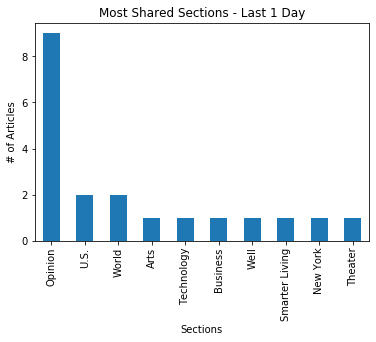 Most Shared Sections - Last 1 Day
# of Articles
8
6
4
2
0
Opinion
U.S.
World
Arts
Technology
Business
Well
Smarter Living
New York
Theater
Sections